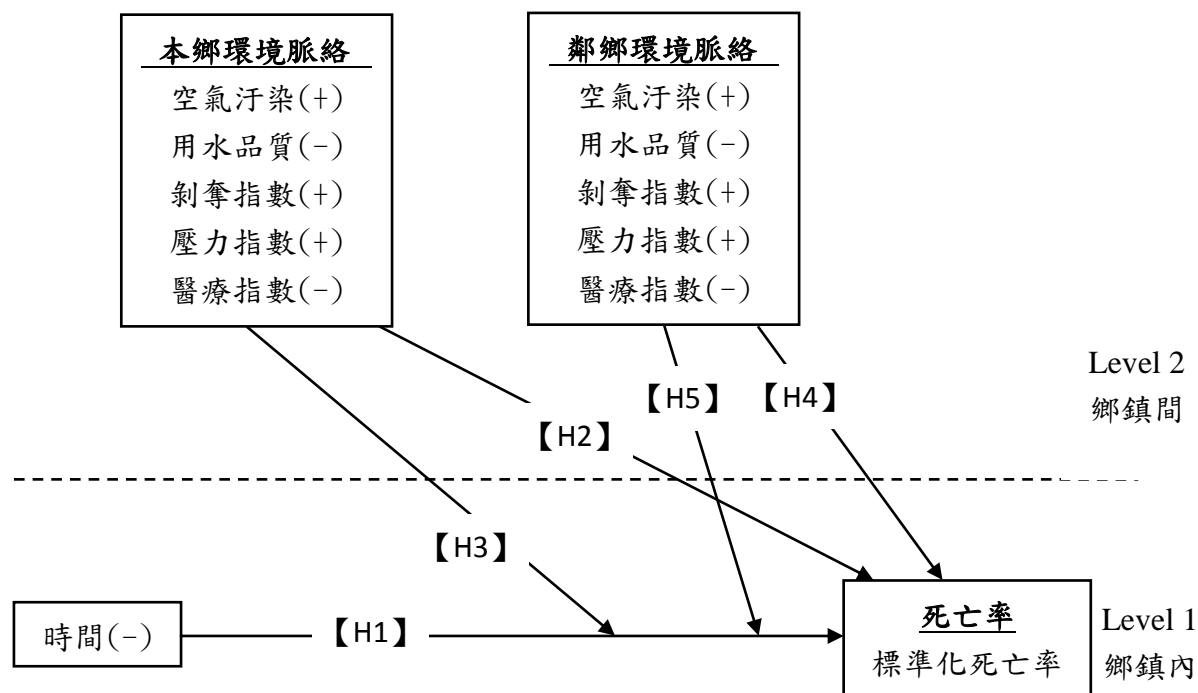 本鄉環境脈絡
空氣汙染(+)
用水品質(-)
剝奪指數(+)
壓力指數(+)
醫療指數(-)
鄰鄉環境脈絡
空氣汙染(+)
用水品質(-)
剝奪指數(+)
壓力指數(+)
醫療指數(-)
Level 2
鄉鎮間
【H5】
【H4】
【H2】
【H3】
時間(-)
【H1】
死亡率
標準化死亡率
Level 1
鄉鎮內